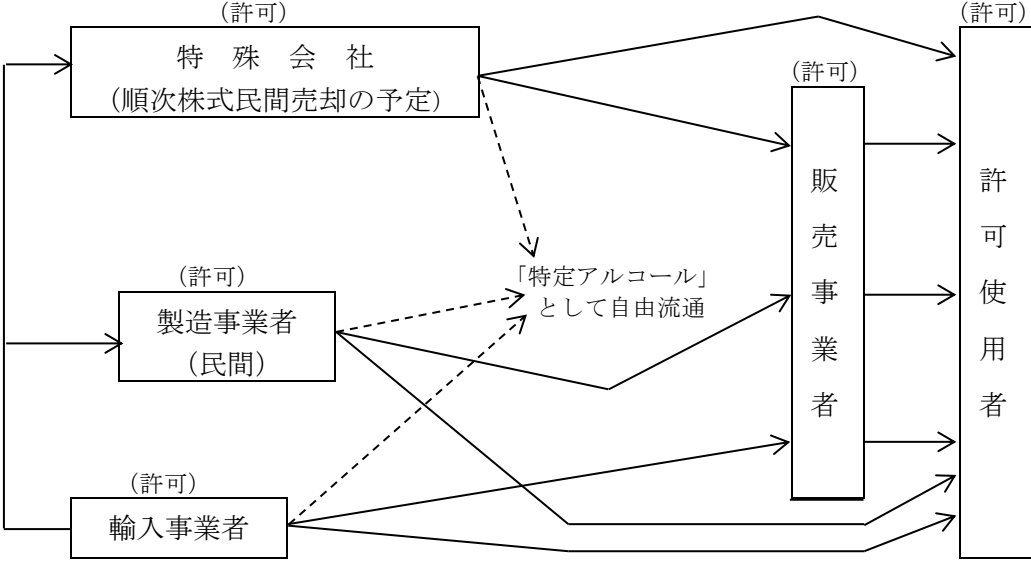 (許可)
特殊会社
(順次株式民間売却の予定)
(許可)
製造事業者
(民間)
(許可)
輸入事業者
「特定アルコール」
として自由流通
(許可)
販売事業者
(許可)
許可使用者